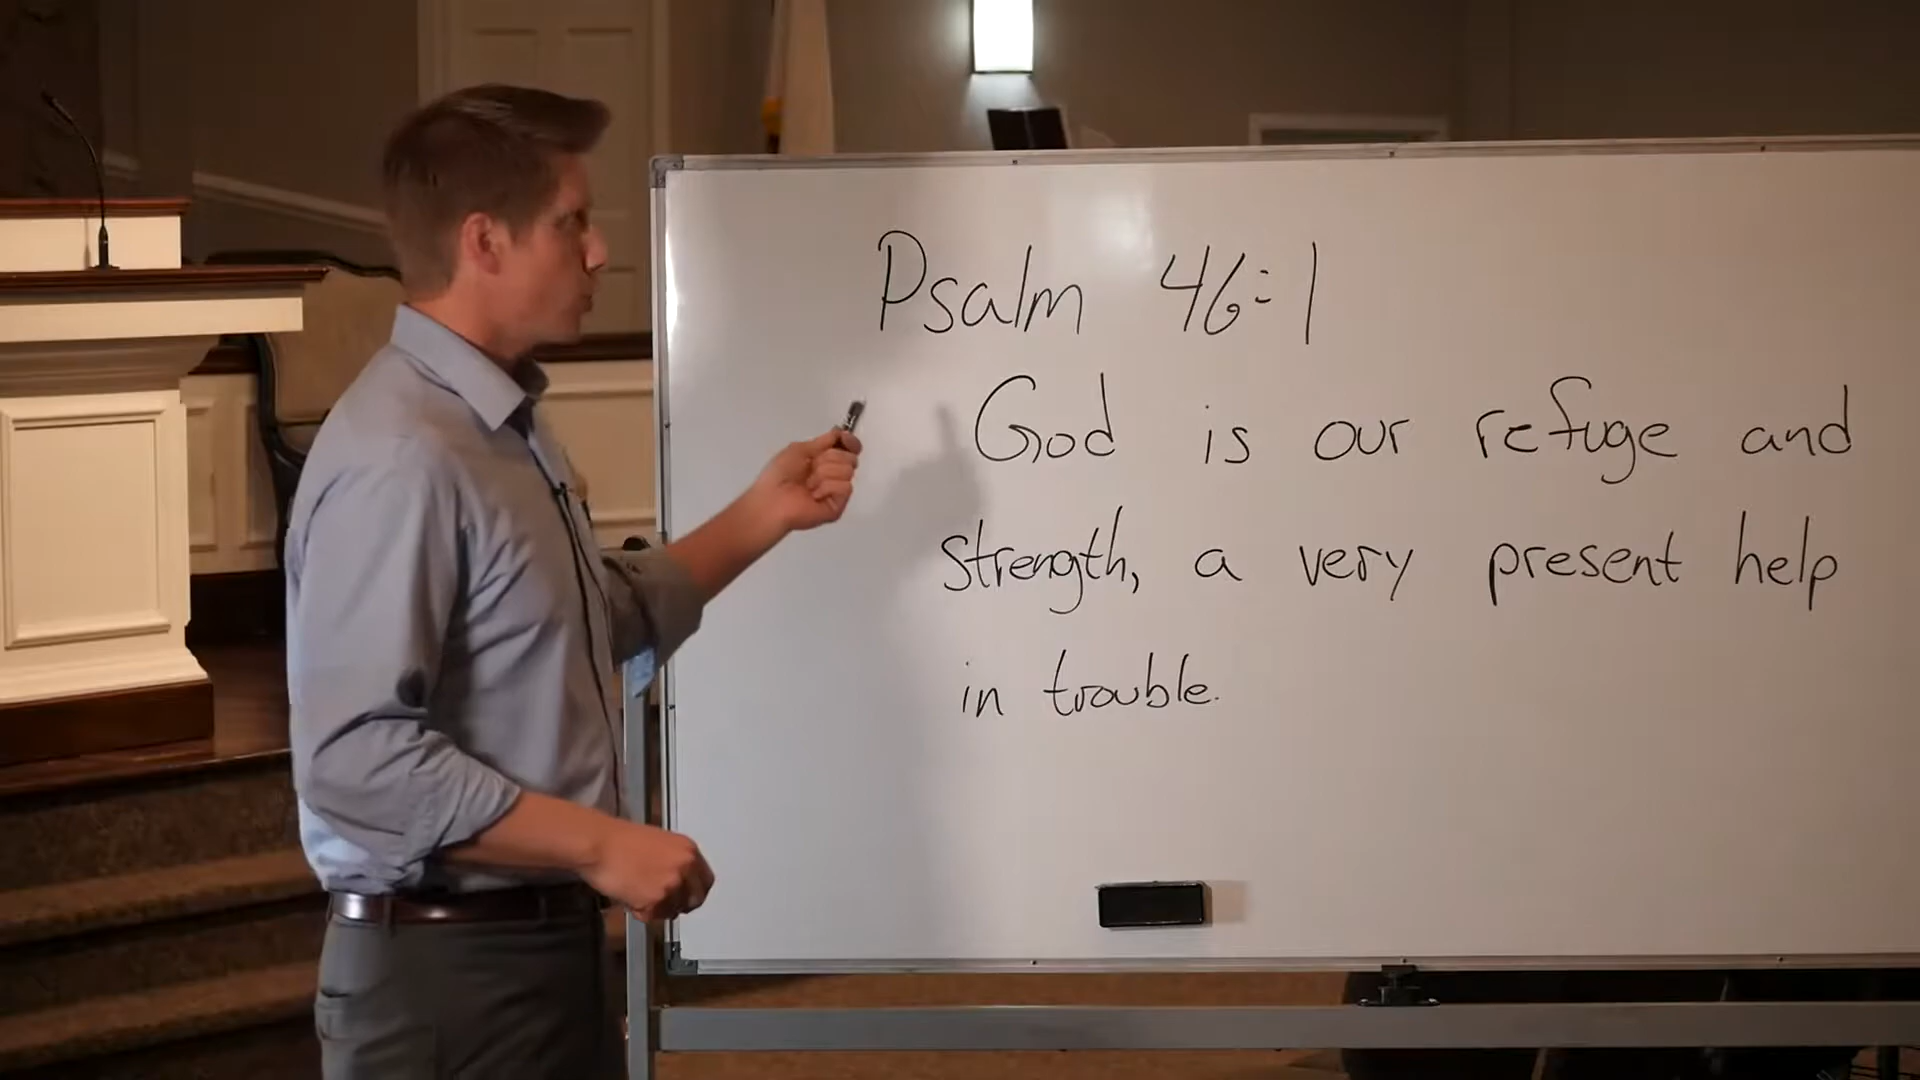 Psalm 46:1
God is our refuge and
strength, a very present help
in trouble.